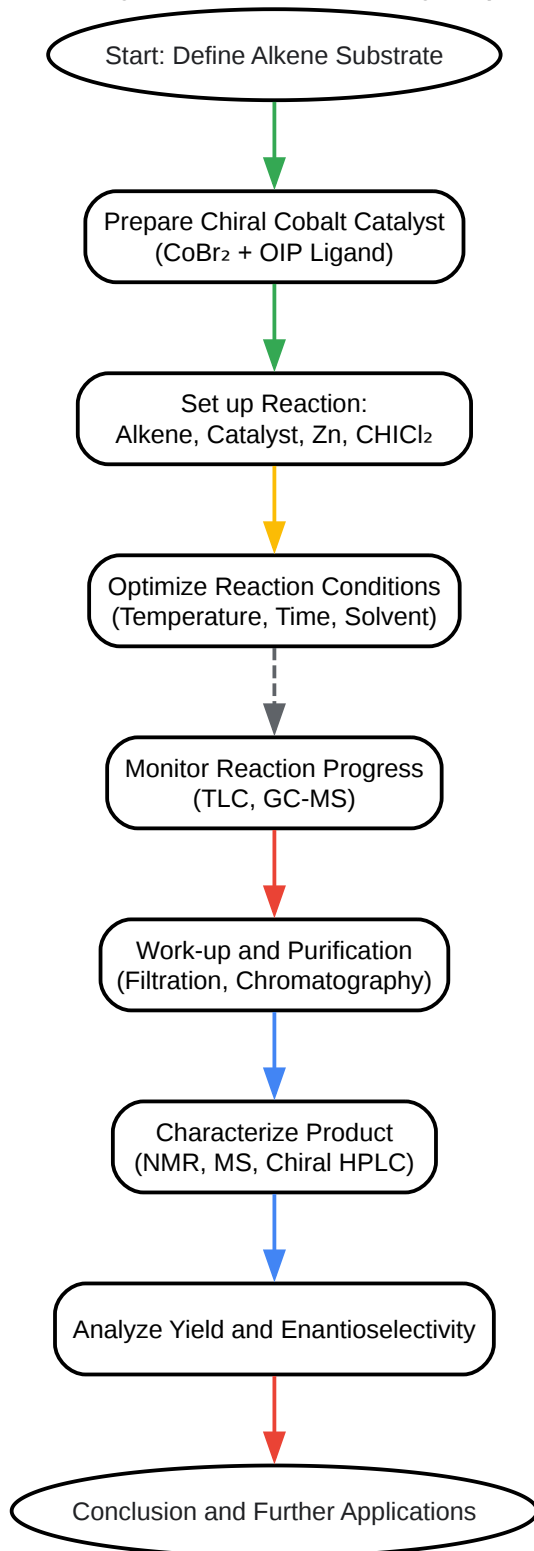 Start: Define Alkene Substrate
Prepare Chiral Cobalt Catalyst
(CoBr₂ + OIP Ligand)
Set up Reaction:
Alkene, Catalyst, Zn, CHICl₂
Optimize Reaction Conditions
(Temperature, Time, Solvent)
Monitor Reaction Progress
(TLC, GC-MS)
Work-up and Purification
(Filtration, Chromatography)
Characterize Product
(NMR, MS, Chiral HPLC)
Analyze Yield and Enantioselectivity
Conclusion and Further Applications